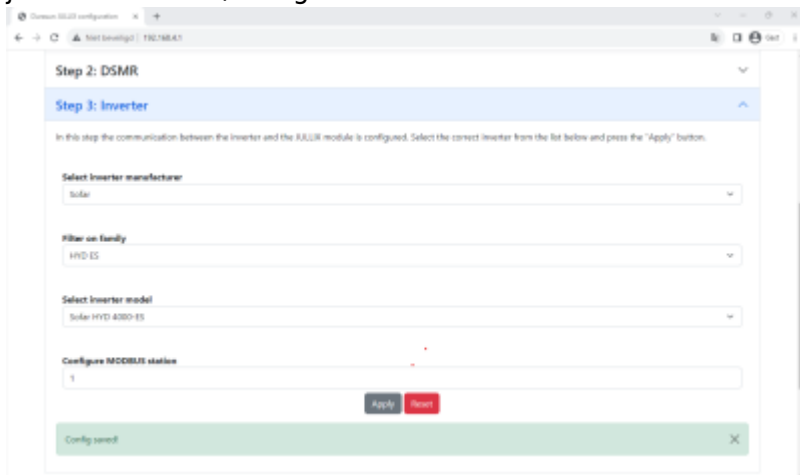 Step 2: DSMR
Step 3: Inverter
In this step the communication between the inverter and the module is configured. Select the correct inverter from the list below and press the "Apply" button.
Select inverter manufacturer
Solar
Filter on family
HYD ES
Select inverter model
Solar HYD 4000-ES
Configure MODBUS station
1
Apply Reset
Config saved!